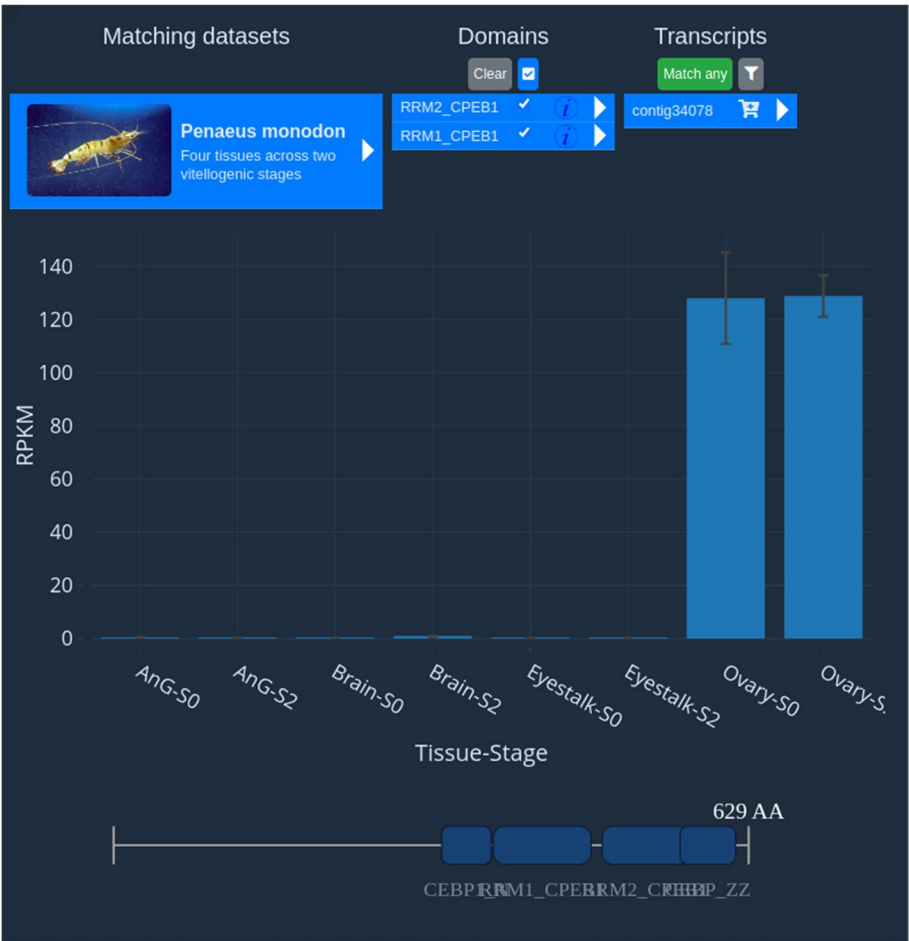 Matching datasets
Domains
Transcripts
Clear
Match any
Penaeus monodon
Four tissues across two
vitellogenic stages
RRM2_CPEB1
RRM1_CPEB1
contig34078
140
120
100
80
60
40
20
0
RPKM
AnG-S0
AnG-S2
Brain-S0
Brain-S2
Eyestalk-S0
Eyestalk-S2
Ovary-S0
Ovary-S.
Tissue-Stage
629 AA